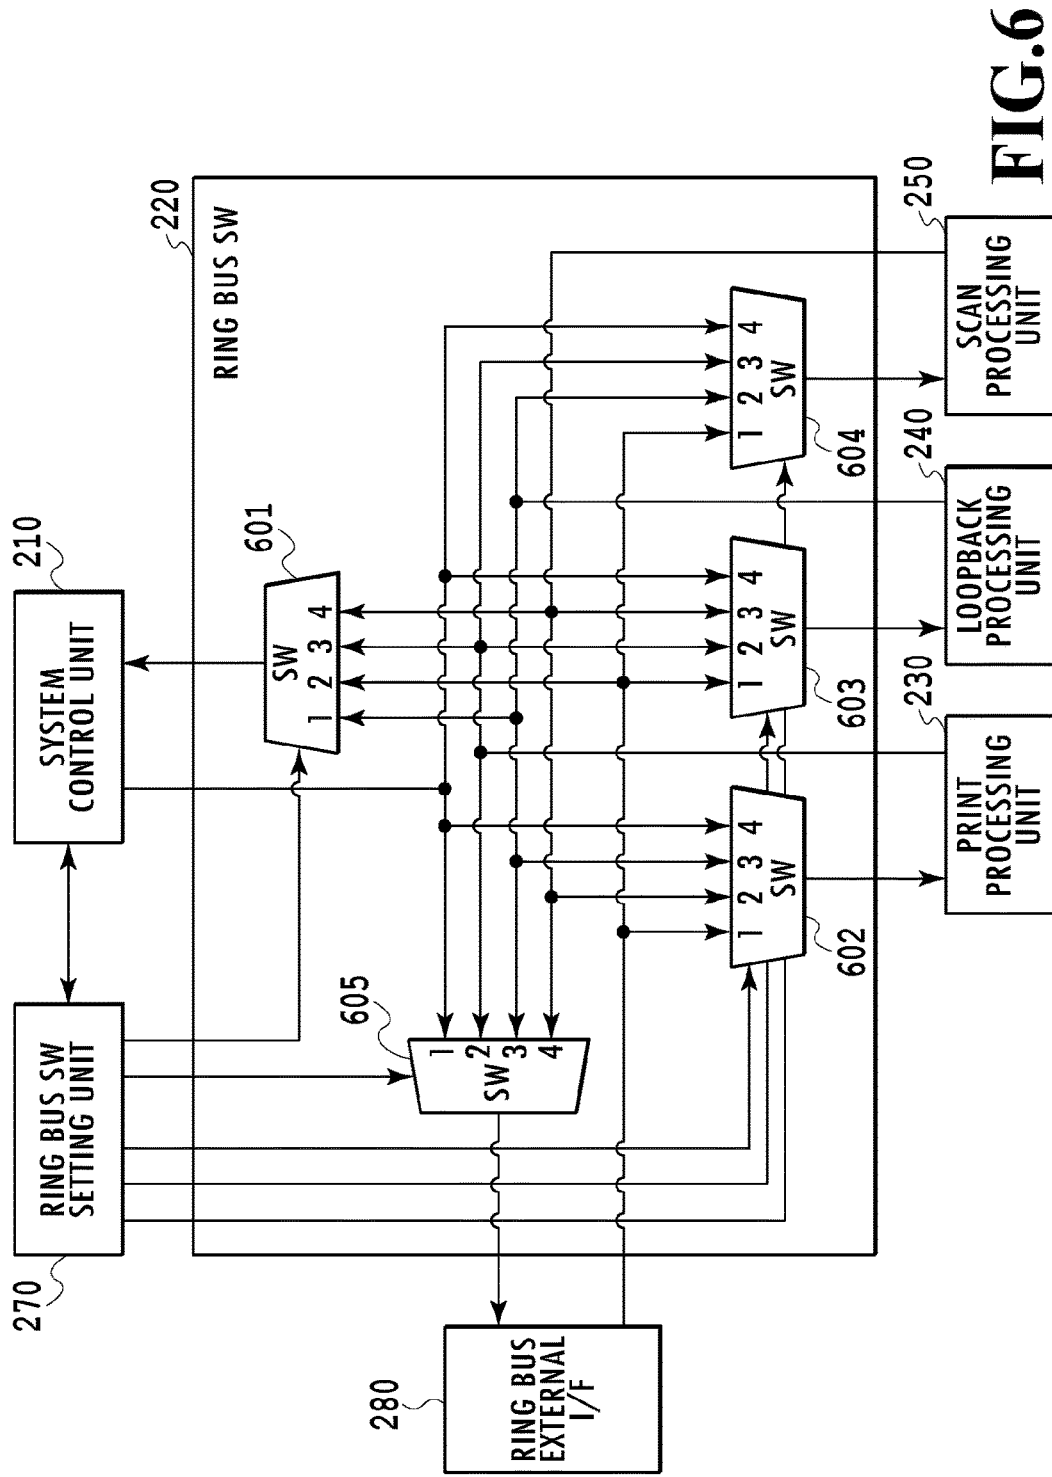 270
RING BUS SW
SETTING UNIT
210
SYSTEM
CONTROL UNIT
220
RING BUS SW
601
SW
1 2 3 4
605
SW
1
2
3
4
280
RING BUS
EXTERNAL
I/F
1 2 3 4
SW
602
1 2 3 4
SW
603
1 2 3 4
SW
604
230
PRINT
PROCESSING
UNIT
240
LOOPBACK
PROCESSING
UNIT
250
SCAN
PROCESSING
UNIT
FIG.6